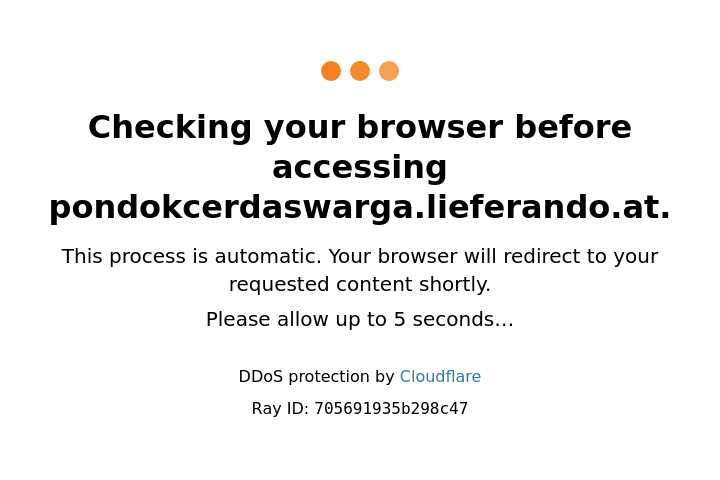 Checking your browser before
accessing
pondokcerdaswarga.lieferando.at.
This process is automatic. Your browser will redirect to your
requested content shortly.
Please allow up to 5 seconds…
DDoS protection by Cloudflare
Ray ID: 705691935b298c47